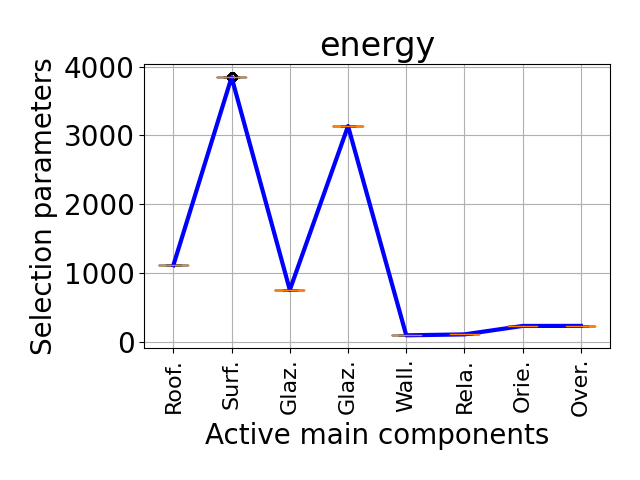 energy
Selection parameters
4000
3000
2000
1000
0
Roof.
Surf.
Glaz.
Glaz.
Wall.
Rela.
Orie.
Over.
Active main components